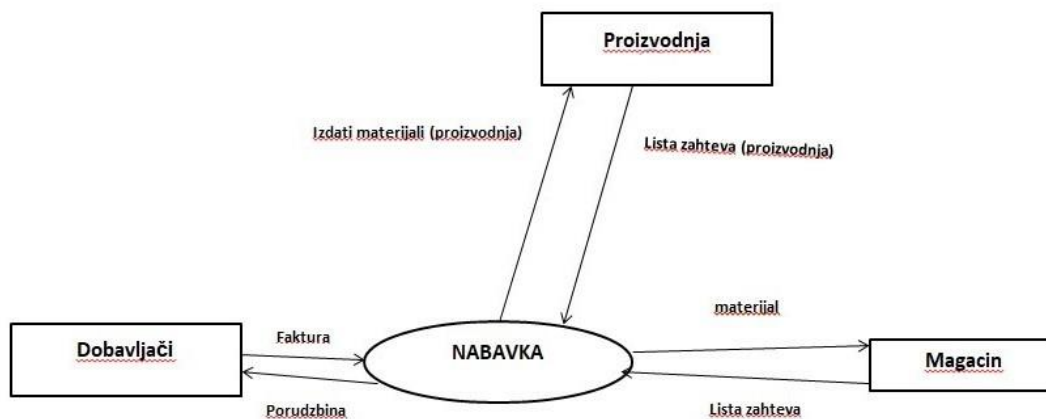 Proizvodnja
Izdati materijali (proizvodnja)
Lista zahteva (proizvodnja)
materijal
Dobavljači
Faktura
NABAVKA
Magacin
Porudzbina
Lista zahteva